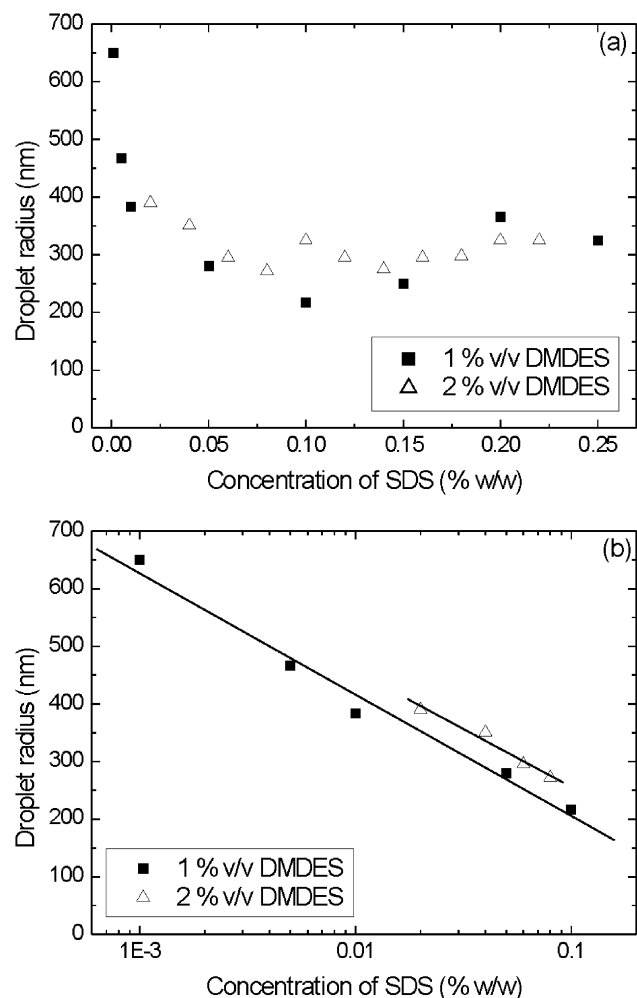 (a)
700
600
500
400
300
200
100
0
Droplet radius (nm)
1 % v/v DMDES
2 % v/v DMDES
0.00 0.05 0.10 0.15 0.20 0.25
Concentration of SDS (% w/w)
(b)
700
600
500
400
300
200
100
0
Droplet radius (nm)
1 % v/v DMDES
2 % v/v DMDES
1E-3 0.01 0.1
Concentration of SDS (% w/w)